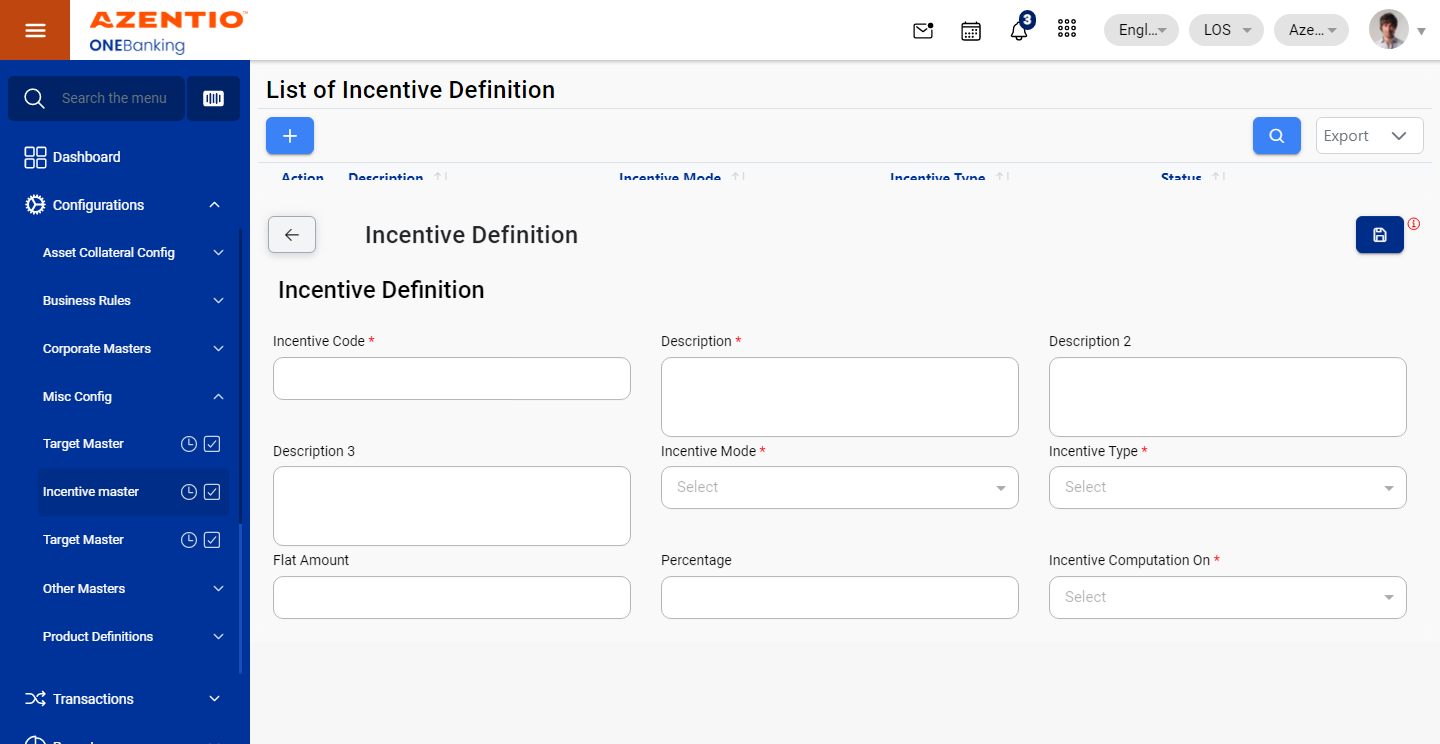 AZENTIO™
ONEBanking
3
Engl...
LOS
Aze...
Search the menu
Dashboard
Configurations
Asset Collateral Config
Business Rules
Corporate Masters
Misc Config
Target Master
Incentive master
Target Master
Other Masters
Product Definitions
Transactions
List of Incentive Definition
Export
Action Description Incentive Mode Incentive Type Status
Incentive Definition
Incentive Definition
Incentive Code * Description * Description 2
Description 3 Incentive Mode * Incentive Type *
Select Select
Flat Amount Percentage Incentive Computation On *
Select